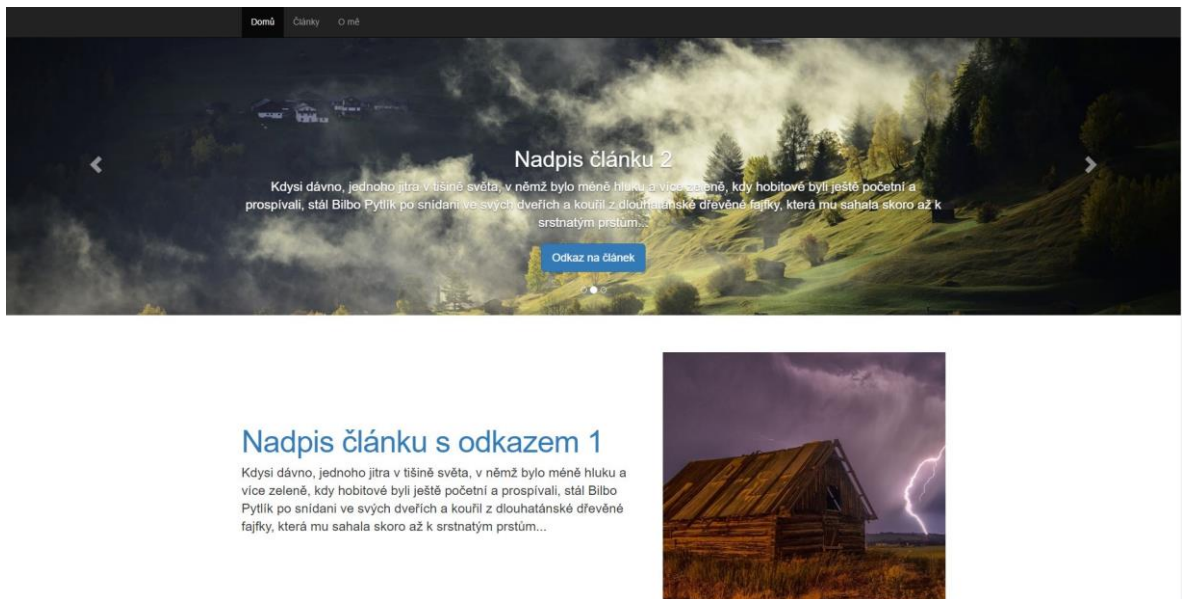 Domů Články O mě
Nadpis článku 2
Kdysi dávno, jednoho jitra v tišině světa, v němž bylo méně hluku a více zeleně, kdy hobitové byli ještě početní a
prospívali, stál Bilbo Pytlík po snídani ve svých dveřích a kouřil z dlouhatánské dřevěné fajfky, která mu sahala skoro až k
srstnatým prstům...
Odkaz na článek
Nadpis článku s odkazem 1
Kdysi dávno, jednoho jitra v tišině světa, v němž bylo méně hluku a
více zeleně, kdy hobitové byli ještě početní a prospívali, stál Bilbo
Pytlík po snídani ve svých dveřích a kouřil z dlouhatánské dřevěné
fajfky, která mu sahala skoro až k srstnatým prstům...